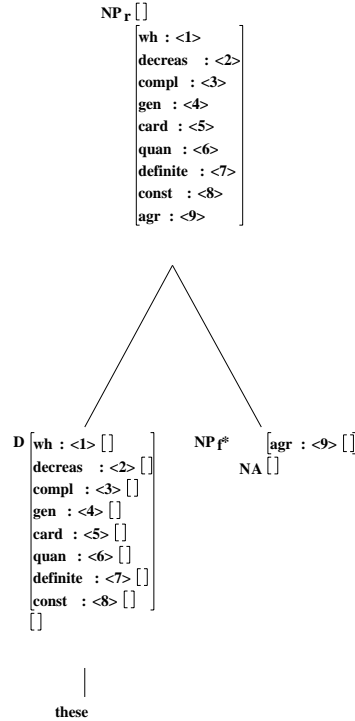 NP r []
wh : <1>
decreas : <2>
compl : <3>
gen : <4>
card : <5>
quan : <6>
definite : <7>
const : <8>
agr : <9>
D wh : <1> [] NP f* agr : <9> []
decreas : <2> [] NA []
compl : <3> []
gen : <4> []
card : <5> []
quan : <6> []
definite : <7> []
const : <8> []
[]
these